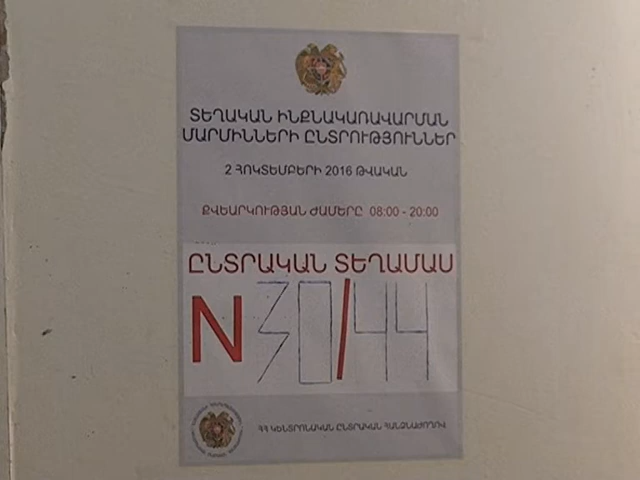 ՏԵՂԱԿԱՆ ԻՆՔՆԱԿԱՌԱՎԱՐՄԱՆ
ՄԱՐՄԻՆՆԵՐԻ ԸՆՏՐՈՒԹՅՈՒՆՆԵՐ
2 ՀՈԿՏԵՄԲԵՐԻ 2016 ԹՎԱԿԱՆ
ՔՎԵԱՐԿՈՒԹՅԱՆ ԺԱՄԵՐԸ 08:00 - 20:00
ԸՆՏՐԱԿԱՆ ՏԵՂԱՄԱՍ
N 30/44
ՀՀ ԿԵՆՏՐՈՆԱԿԱՆ ԸՆՏՐԱԿԱՆ ՀԱՆՁՆԱԺՈՂՈՎ